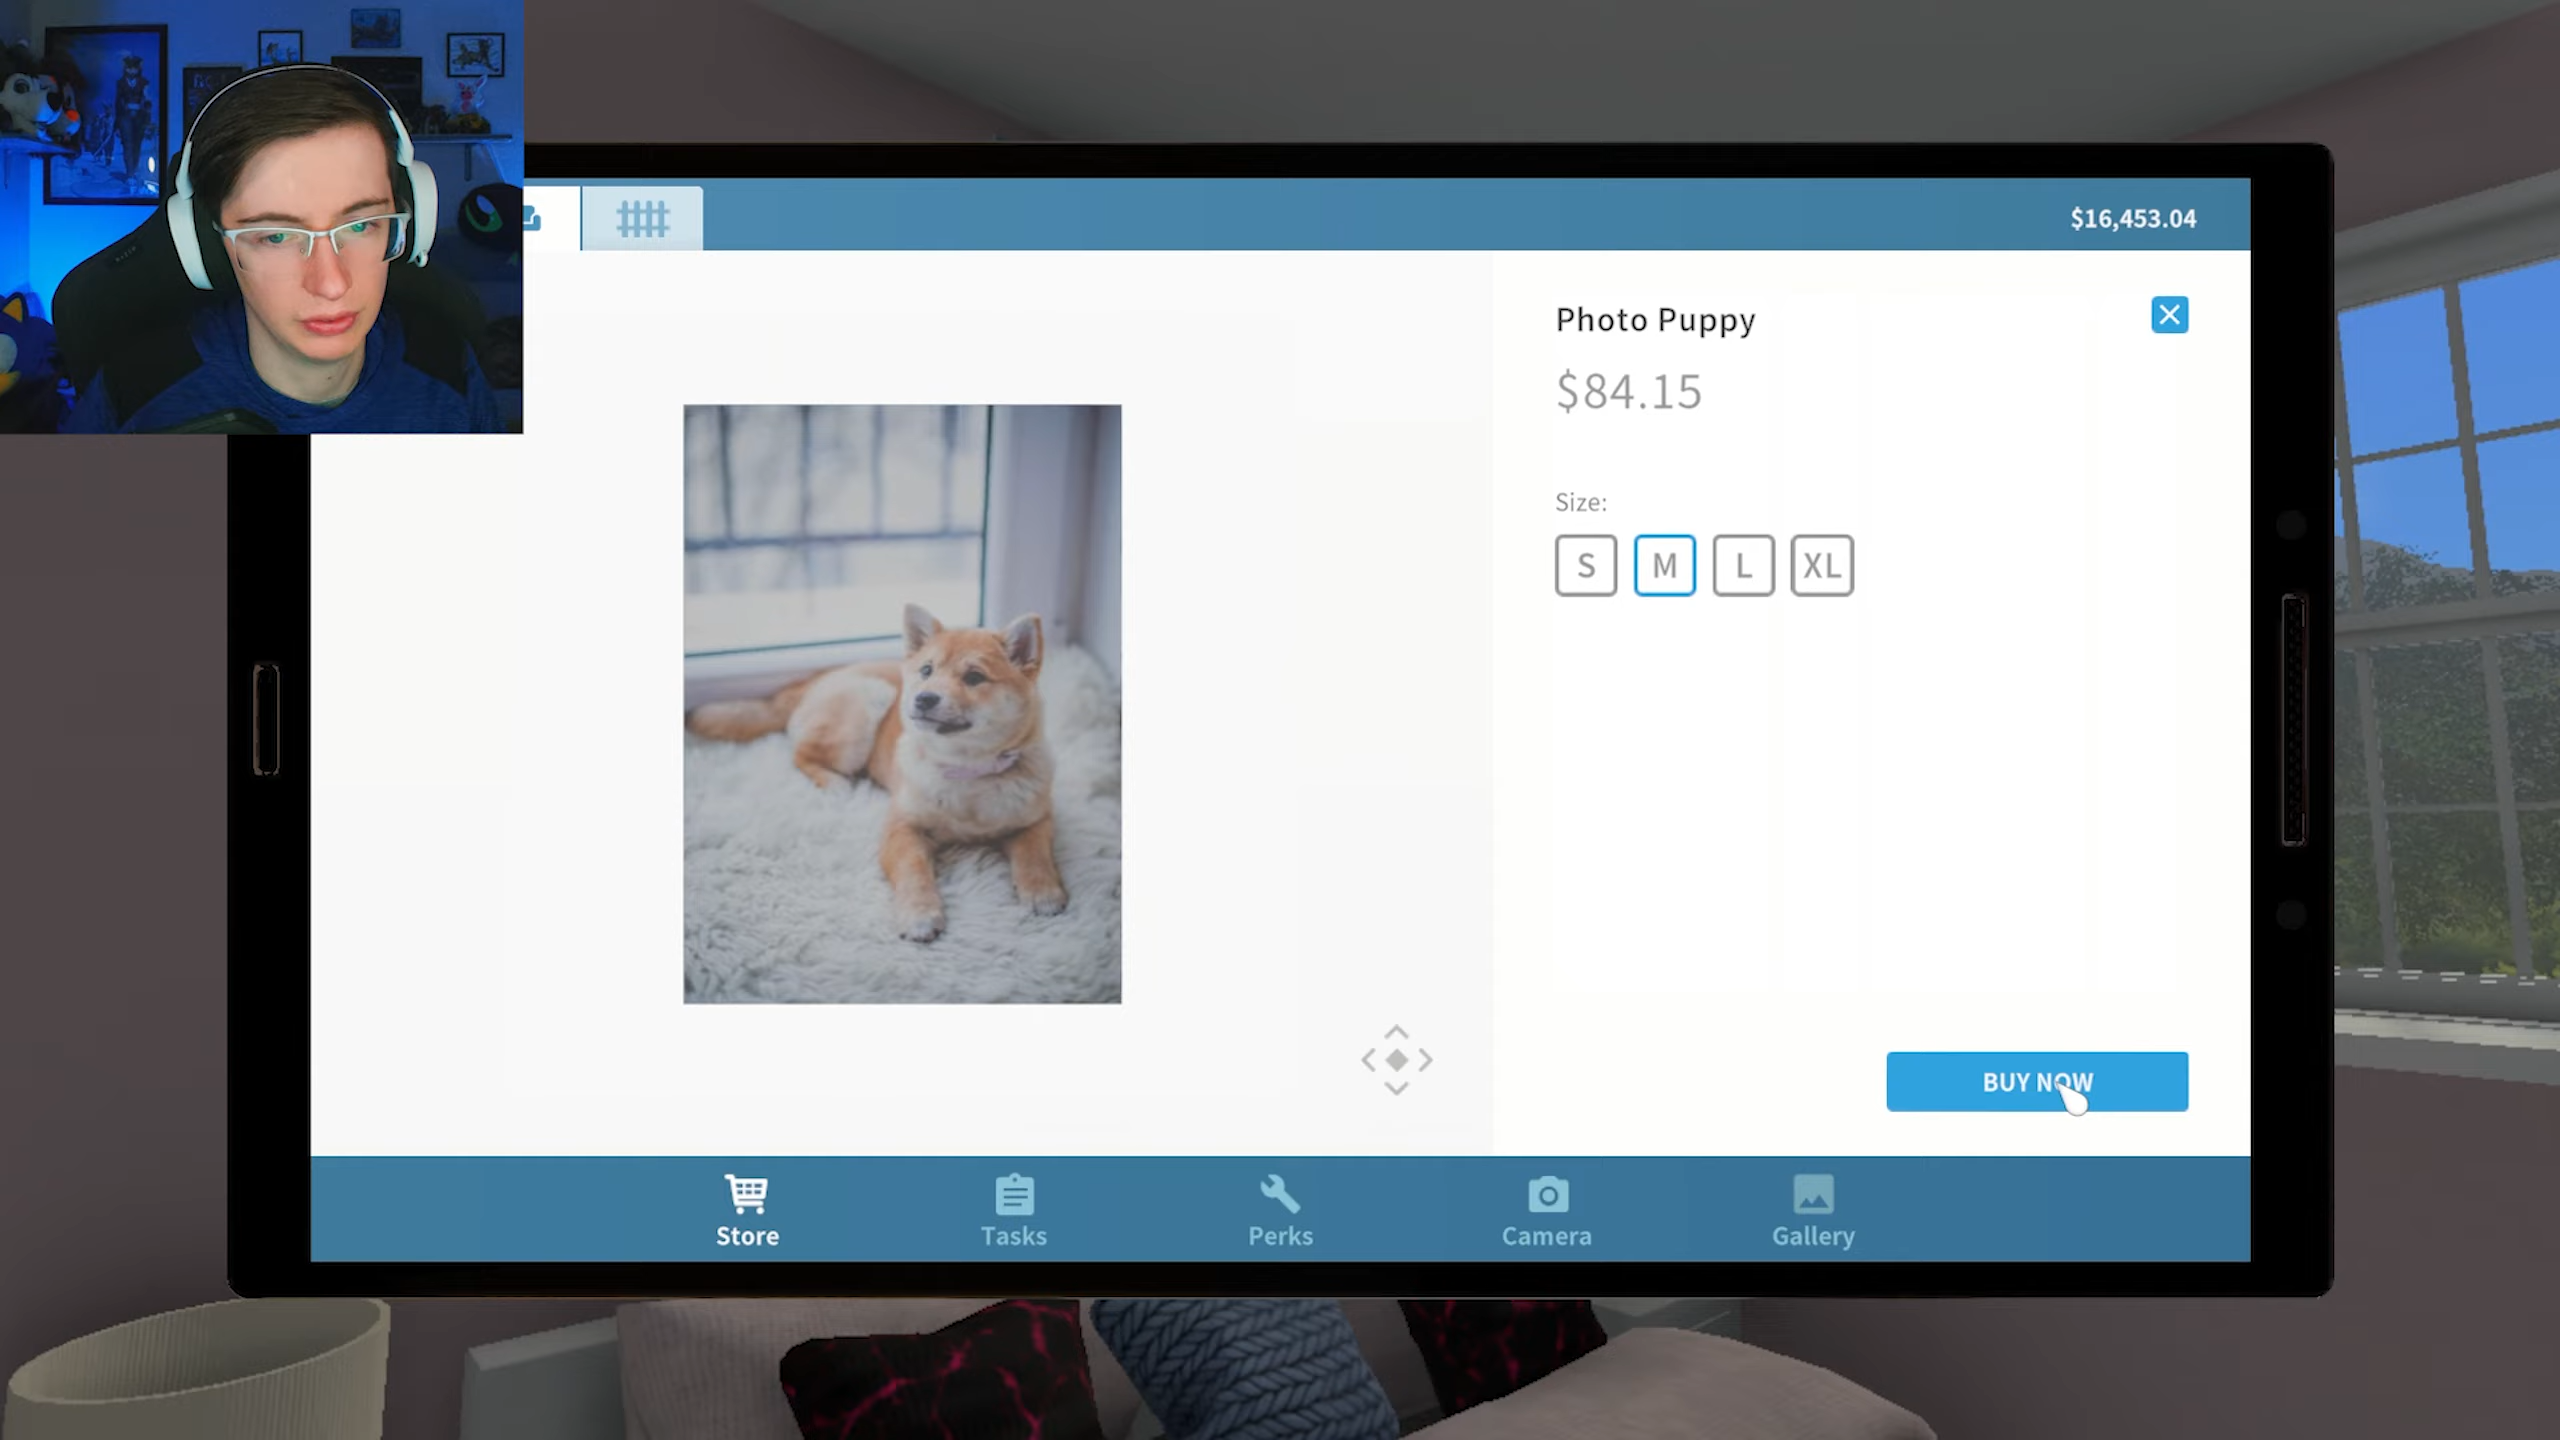 $16,453.04
Photo Puppy
$84.15
Size:
S M L XL
BUY NOW
Store Tasks Perks Camera Gallery